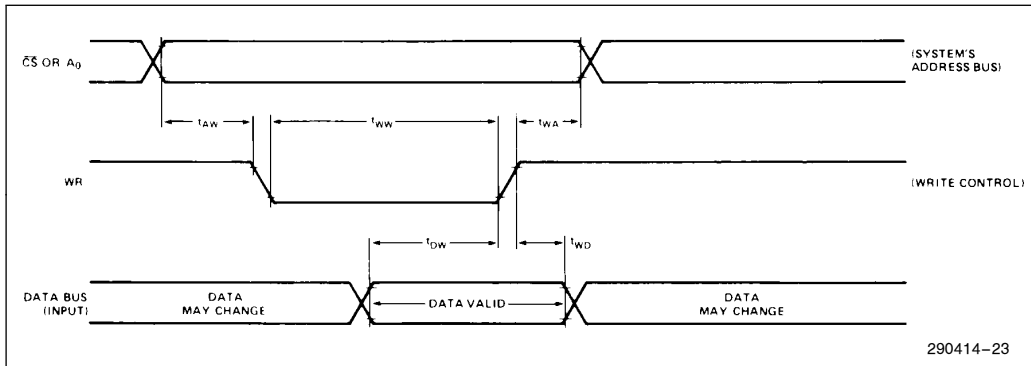 C̅S̅ OR A₀
(SYSTEM'S
ADDRESS BUS)
tAW
tWW
tWA
WR
(WRITE CONTROL)
tDW
tWD
DATA BUS
(INPUT)
DATA
MAY CHANGE
DATA VALID
DATA
MAY CHANGE
290414–23